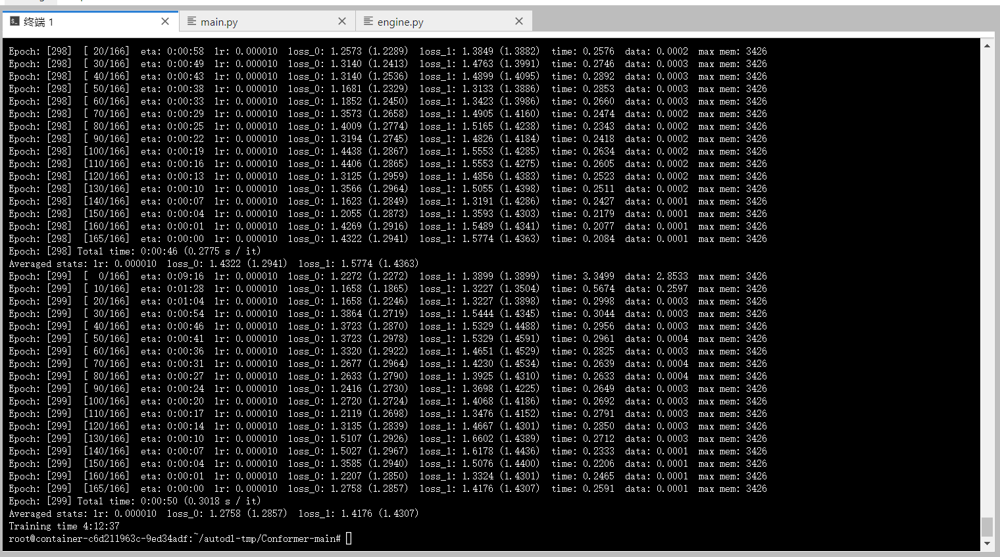 终端 1
main.py
engine.py
Epoch: [298]  [ 20/166]  eta: 0:00:58  lr: 0.000010  loss_0: 1.2573 (1.2289)  loss_1: 1.3849 (1.3882)  time: 0.2576  data: 0.0002  max mem: 3426
Epoch: [298]  [ 30/166]  eta: 0:00:49  lr: 0.000010  loss_0: 1.3140 (1.2413)  loss_1: 1.4763 (1.3991)  time: 0.2746  data: 0.0003  max mem: 3426
Epoch: [298]  [ 40/166]  eta: 0:00:43  lr: 0.000010  loss_0: 1.3140 (1.2536)  loss_1: 1.4899 (1.4095)  time: 0.2892  data: 0.0003  max mem: 3426
Epoch: [298]  [ 50/166]  eta: 0:00:38  lr: 0.000010  loss_0: 1.1681 (1.2329)  loss_1: 1.3133 (1.3886)  time: 0.2853  data: 0.0003  max mem: 3426
Epoch: [298]  [ 60/166]  eta: 0:00:33  lr: 0.000010  loss_0: 1.1852 (1.2450)  loss_1: 1.3423 (1.3986)  time: 0.2660  data: 0.0003  max mem: 3426
Epoch: [298]  [ 70/166]  eta: 0:00:29  lr: 0.000010  loss_0: 1.3573 (1.2658)  loss_1: 1.4905 (1.4160)  time: 0.2474  data: 0.0002  max mem: 3426
Epoch: [298]  [ 80/166]  eta: 0:00:25  lr: 0.000010  loss_0: 1.4009 (1.2774)  loss_1: 1.5165 (1.4238)  time: 0.2343  data: 0.0002  max mem: 3426
Epoch: [298]  [ 90/166]  eta: 0:00:22  lr: 0.000010  loss_0: 1.3194 (1.2745)  loss_1: 1.4826 (1.4184)  time: 0.2418  data: 0.0002  max mem: 3426
Epoch: [298]  [100/166]  eta: 0:00:19  lr: 0.000010  loss_0: 1.4438 (1.2867)  loss_1: 1.5553 (1.4285)  time: 0.2634  data: 0.0002  max mem: 3426
Epoch: [298]  [110/166]  eta: 0:00:16  lr: 0.000010  loss_0: 1.4406 (1.2865)  loss_1: 1.5553 (1.4275)  time: 0.2605  data: 0.0002  max mem: 3426
Epoch: [298]  [120/166]  eta: 0:00:13  lr: 0.000010  loss_0: 1.3125 (1.2959)  loss_1: 1.4856 (1.4383)  time: 0.2523  data: 0.0002  max mem: 3426
Epoch: [298]  [130/166]  eta: 0:00:10  lr: 0.000010  loss_0: 1.3566 (1.2964)  loss_1: 1.5055 (1.4398)  time: 0.2511  data: 0.0002  max mem: 3426
Epoch: [298]  [140/166]  eta: 0:00:07  lr: 0.000010  loss_0: 1.1623 (1.2849)  loss_1: 1.3191 (1.4286)  time: 0.2427  data: 0.0001  max mem: 3426
Epoch: [298]  [150/166]  eta: 0:00:04  lr: 0.000010  loss_0: 1.2055 (1.2873)  loss_1: 1.3593 (1.4303)  time: 0.2179  data: 0.0001  max mem: 3426
Epoch: [298]  [160/166]  eta: 0:00:01  lr: 0.000010  loss_0: 1.4269 (1.2916)  loss_1: 1.5489 (1.4341)  time: 0.2077  data: 0.0001  max mem: 3426
Epoch: [298]  [165/166]  eta: 0:00:00  lr: 0.000010  loss_0: 1.4322 (1.2941)  loss_1: 1.5774 (1.4363)  time: 0.2084  data: 0.0001  max mem: 3426
Epoch: [298] Total time: 0:00:46 (0.2775 s / it)
Averaged stats: lr: 0.000010  loss_0: 1.4322 (1.2941)  loss_1: 1.5774 (1.4363)
Epoch: [299]  [  0/166]  eta: 0:09:16  lr: 0.000010  loss_0: 1.2272 (1.2272)  loss_1: 1.3899 (1.3899)  time: 3.3499  data: 2.8533  max mem: 3426
Epoch: [299]  [ 10/166]  eta: 0:01:28  lr: 0.000010  loss_0: 1.1658 (1.1865)  loss_1: 1.3227 (1.3504)  time: 0.5674  data: 0.2597  max mem: 3426
Epoch: [299]  [ 20/166]  eta: 0:01:04  lr: 0.000010  loss_0: 1.1658 (1.2246)  loss_1: 1.3227 (1.3898)  time: 0.2998  data: 0.0003  max mem: 3426
Epoch: [299]  [ 30/166]  eta: 0:00:54  lr: 0.000010  loss_0: 1.3864 (1.2719)  loss_1: 1.5444 (1.4345)  time: 0.3044  data: 0.0003  max mem: 3426
Epoch: [299]  [ 40/166]  eta: 0:00:46  lr: 0.000010  loss_0: 1.3723 (1.2870)  loss_1: 1.5329 (1.4488)  time: 0.2956  data: 0.0003  max mem: 3426
Epoch: [299]  [ 50/166]  eta: 0:00:41  lr: 0.000010  loss_0: 1.3723 (1.2978)  loss_1: 1.5329 (1.4591)  time: 0.2961  data: 0.0004  max mem: 3426
Epoch: [299]  [ 60/166]  eta: 0:00:36  lr: 0.000010  loss_0: 1.3320 (1.2922)  loss_1: 1.4651 (1.4529)  time: 0.2825  data: 0.0003  max mem: 3426
Epoch: [299]  [ 70/166]  eta: 0:00:31  lr: 0.000010  loss_0: 1.2677 (1.2964)  loss_1: 1.4230 (1.4534)  time: 0.2639  data: 0.0004  max mem: 3426
Epoch: [299]  [ 80/166]  eta: 0:00:27  lr: 0.000010  loss_0: 1.2633 (1.2790)  loss_1: 1.3925 (1.4310)  time: 0.2633  data: 0.0004  max mem: 3426
Epoch: [299]  [ 90/166]  eta: 0:00:24  lr: 0.000010  loss_0: 1.2416 (1.2730)  loss_1: 1.3698 (1.4225)  time: 0.2649  data: 0.0003  max mem: 3426
Epoch: [299]  [100/166]  eta: 0:00:20  lr: 0.000010  loss_0: 1.2720 (1.2724)  loss_1: 1.4068 (1.4186)  time: 0.2692  data: 0.0003  max mem: 3426
Epoch: [299]  [110/166]  eta: 0:00:17  lr: 0.000010  loss_0: 1.2119 (1.2698)  loss_1: 1.3476 (1.4152)  time: 0.2791  data: 0.0003  max mem: 3426
Epoch: [299]  [120/166]  eta: 0:00:14  lr: 0.000010  loss_0: 1.3135 (1.2839)  loss_1: 1.4667 (1.4301)  time: 0.2850  data: 0.0003  max mem: 3426
Epoch: [299]  [130/166]  eta: 0:00:10  lr: 0.000010  loss_0: 1.5107 (1.2926)  loss_1: 1.6602 (1.4389)  time: 0.2712  data: 0.0003  max mem: 3426
Epoch: [299]  [140/166]  eta: 0:00:07  lr: 0.000010  loss_0: 1.5027 (1.2967)  loss_1: 1.6178 (1.4436)  time: 0.2333  data: 0.0001  max mem: 3426
Epoch: [299]  [150/166]  eta: 0:00:04  lr: 0.000010  loss_0: 1.3585 (1.2940)  loss_1: 1.5076 (1.4400)  time: 0.2206  data: 0.0001  max mem: 3426
Epoch: [299]  [160/166]  eta: 0:00:01  lr: 0.000010  loss_0: 1.2207 (1.2850)  loss_1: 1.3324 (1.4301)  time: 0.2465  data: 0.0001  max mem: 3426
Epoch: [299]  [165/166]  eta: 0:00:00  lr: 0.000010  loss_0: 1.2758 (1.2857)  loss_1: 1.4176 (1.4307)  time: 0.2591  data: 0.0001  max mem: 3426
Epoch: [299] Total time: 0:00:50 (0.3018 s / it)
Averaged stats: lr: 0.000010  loss_0: 1.2758 (1.2857)  loss_1: 1.4176 (1.4307)
Training time 4:12:37
root@container-c6d211963c-9ed34adf:~/autodl-tmp/Conformer-main#